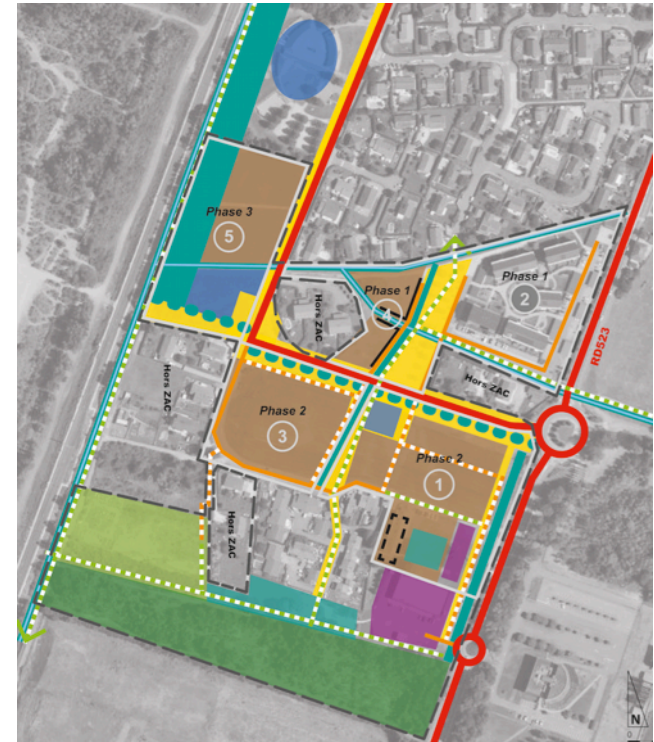 Phase 3
5
Phase 1
4
Hors ZAC
Phase 1
2
RD523
Hors ZAC
Hors ZAC
Phase 2
3
Phase 2
1
Hors ZAC
N
0